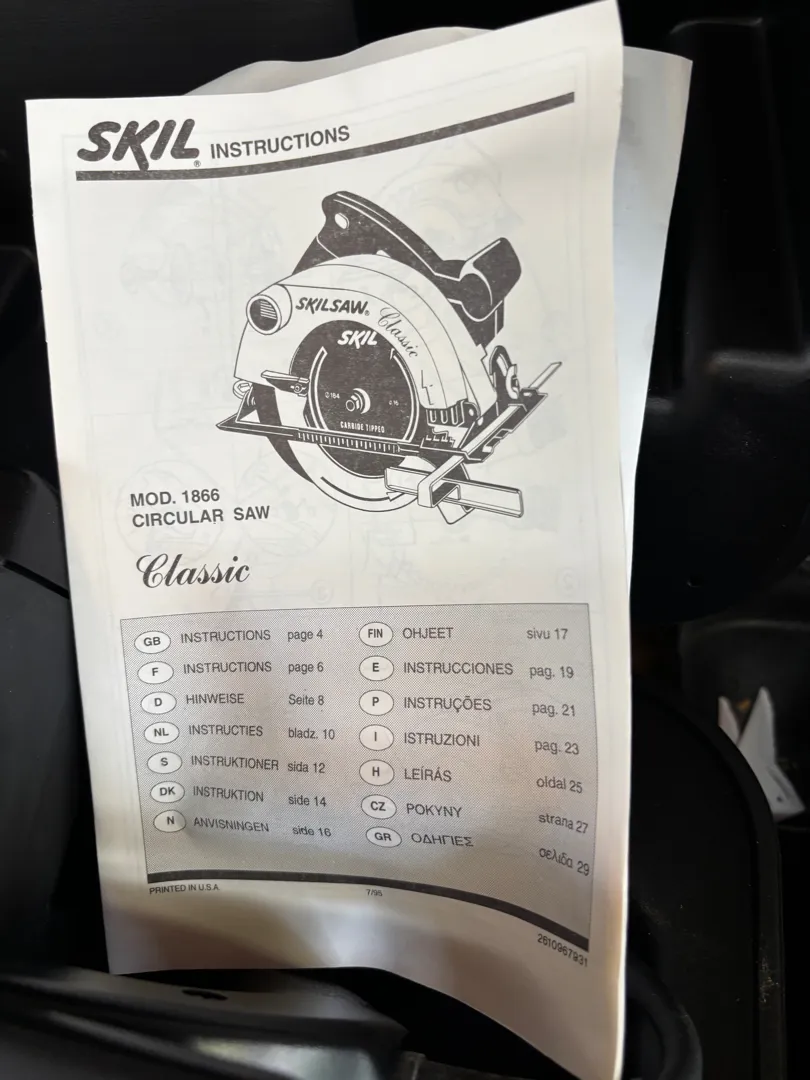 SKIL® INSTRUCTIONS
SKILSAW® Classic
SKIL
⌀184 ⌀16
CARBIDE TIPPED
MOD. 1866
CIRCULAR SAW
Classic
GB INSTRUCTIONS page 4
F INSTRUCTIONS page 6
D HINWEISE Seite 8
NL INSTRUCTIES bladz. 10
S INSTRUKTIONER sida 12
DK INSTRUKTION side 14
N ANVISNINGEN side 16
FIN OHJEET sivu 17
E INSTRUCCIONES pag. 19
P INSTRUÇÕES pag. 21
I ISTRUZIONI pag. 23
H LEÍRÁS oldal 25
CZ POKYNY strana 27
GR ΟΔΗΓΙΕΣ σελιδα 29
PRINTED IN U.S.A. 7/95 2610967931